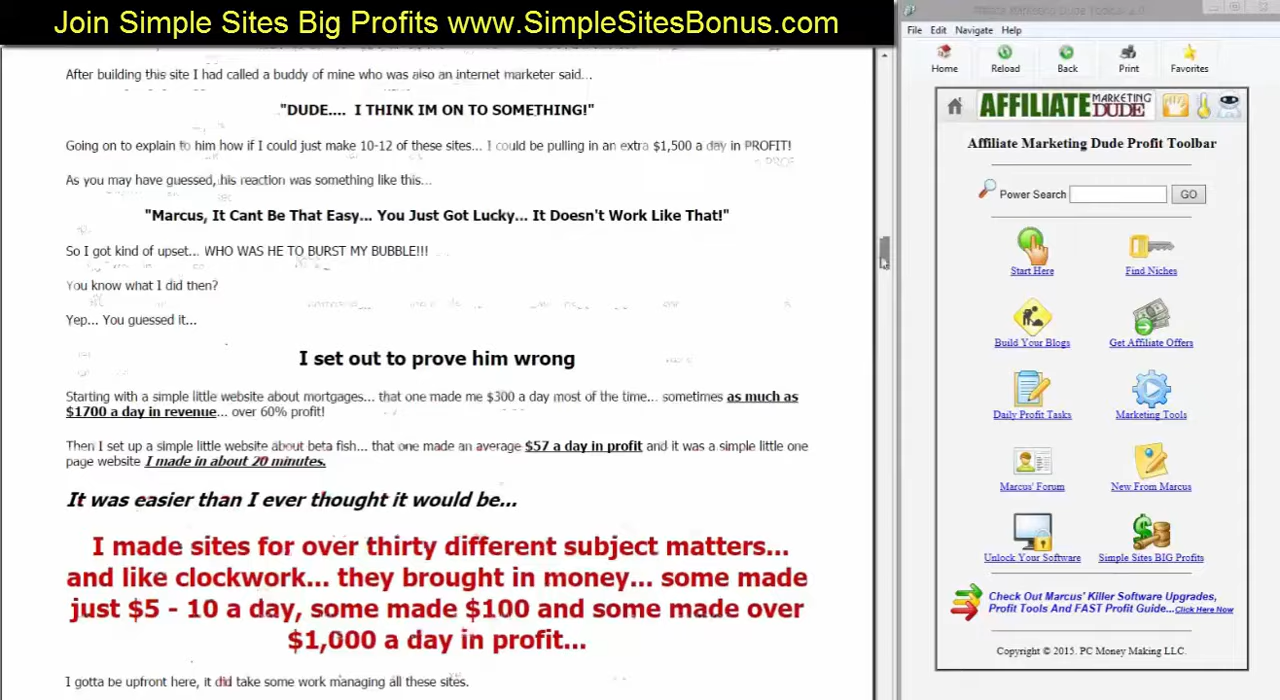 Join Simple Sites Big Profits www.SimpleSitesBonus.com
After building this site I had called a buddy of mine who was also an internet marketer said...
"DUDE.... I THINK IM ON TO SOMETHING!"
Going on to explain to him how if I could just make 10-12 of these sites... I could be pulling in an extra $1,500 a day in PROFIT!
As you may have guessed, his reaction was something like this...
"Marcus, It Cant Be That Easy... You Just Got Lucky... It Doesn't Work Like That!"
So I got kind of upset... WHO WAS HE TO BURST MY BUBBLE!!!
You know what I did then?
Yep... You guessed it...
I set out to prove him wrong
Starting with a simple little website about mortgages... that one made me $300 a day most of the time... sometimes as much as
$1700 a day in revenue... over 60% profit!
Then I set up a simple little website about beta fish... that one made an average $57 a day in profit and it was a simple little one
page website I made in about 20 minutes.
It was easier than I ever thought it would be...
I made sites for over thirty different subject matters...
and like clockwork... they brought in money... some made
just $5 - 10 a day, some made $100 and some made over
$1,000 a day in profit...
I gotta be upfront here, it did take some work managing all these sites.
File Edit Navigate Help
Home Reload Back Print Favorites
AFFILIATE MARKETING DUDE
Affiliate Marketing Dude Profit Toolbar
Power Search GO
Start Here Find Niches
Build Your Blogs Get Affiliate Offers
Daily Profit Tasks Marketing Tools
Marcus' Forum New From Marcus
Unlock Your Software Simple Sites BIG Profits
Check Out Marcus' Killer Software Upgrades,
Profit Tools And FAST Profit Guide...Click Here Now
Copyright © 2015. PC Money Making LLC.